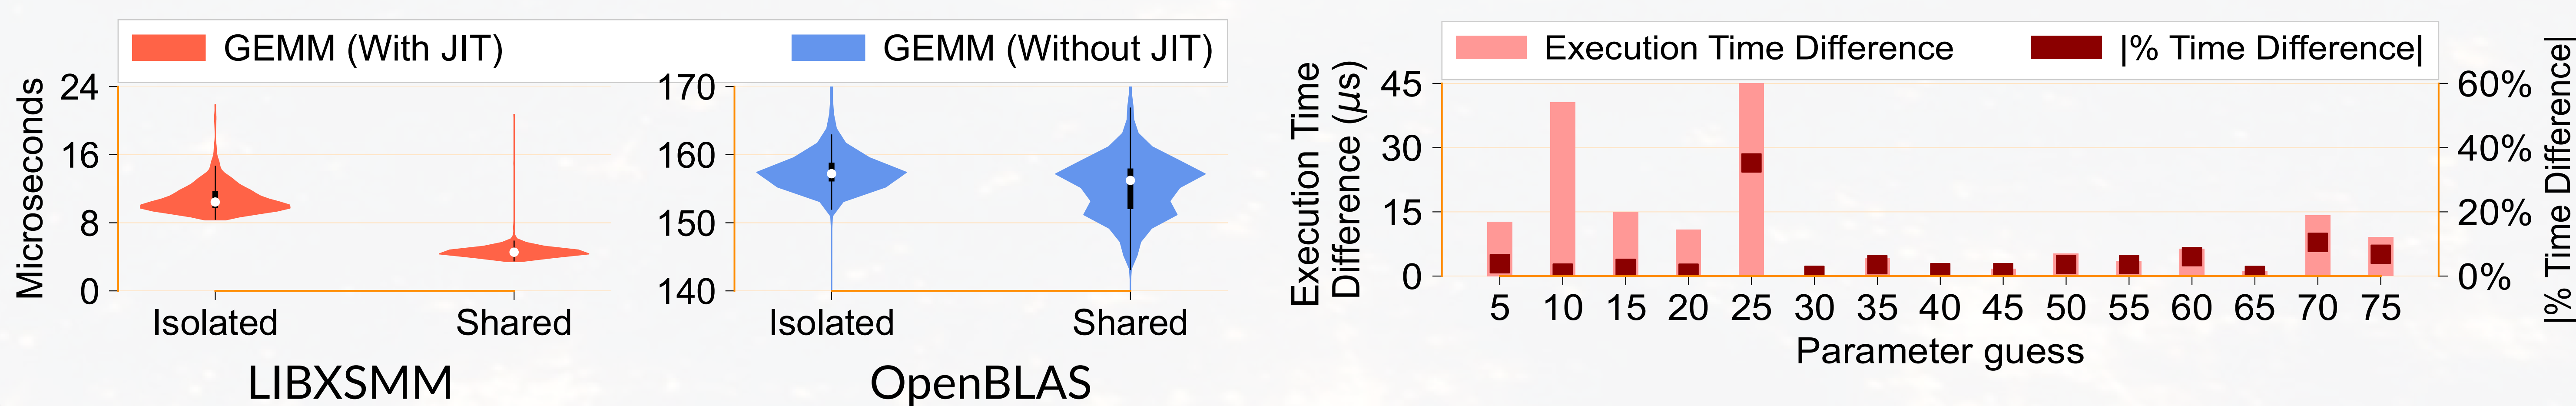 GEMM (With JIT)
GEMM (Without JIT)
Microseconds
24
16
8
0
Isolated
Shared
LIBXSMM
170
160
150
140
Isolated
Shared
OpenBLAS
Execution Time Difference
|% Time Difference|
Execution Time
Difference (µs)
45
30
15
0
60%
40%
20%
0%
|% Time Difference|
5 10 15 20 25 30 35 40 45 50 55 60 65 70 75
Parameter guess